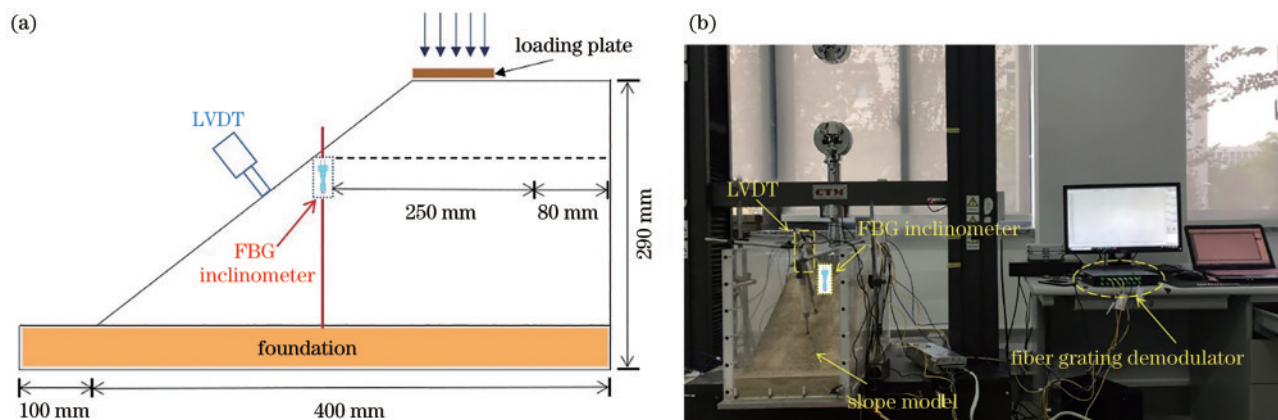 (a)
loading plate
LVDT
250 mm
80 mm
290 mm
FBG
inclinometer
foundation
100 mm
400 mm
(b)
LVDT
CTM
FBG inclinometer
fiber grating demodulator
slope model